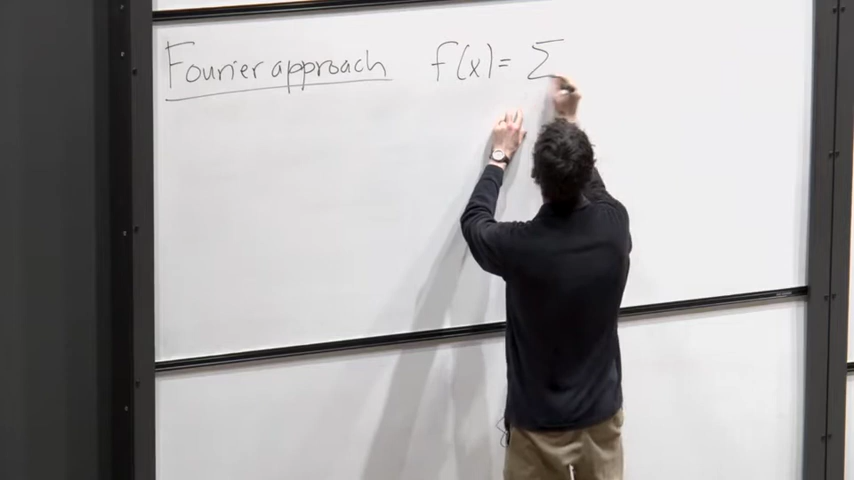 Fourier approach f(x) = Σ